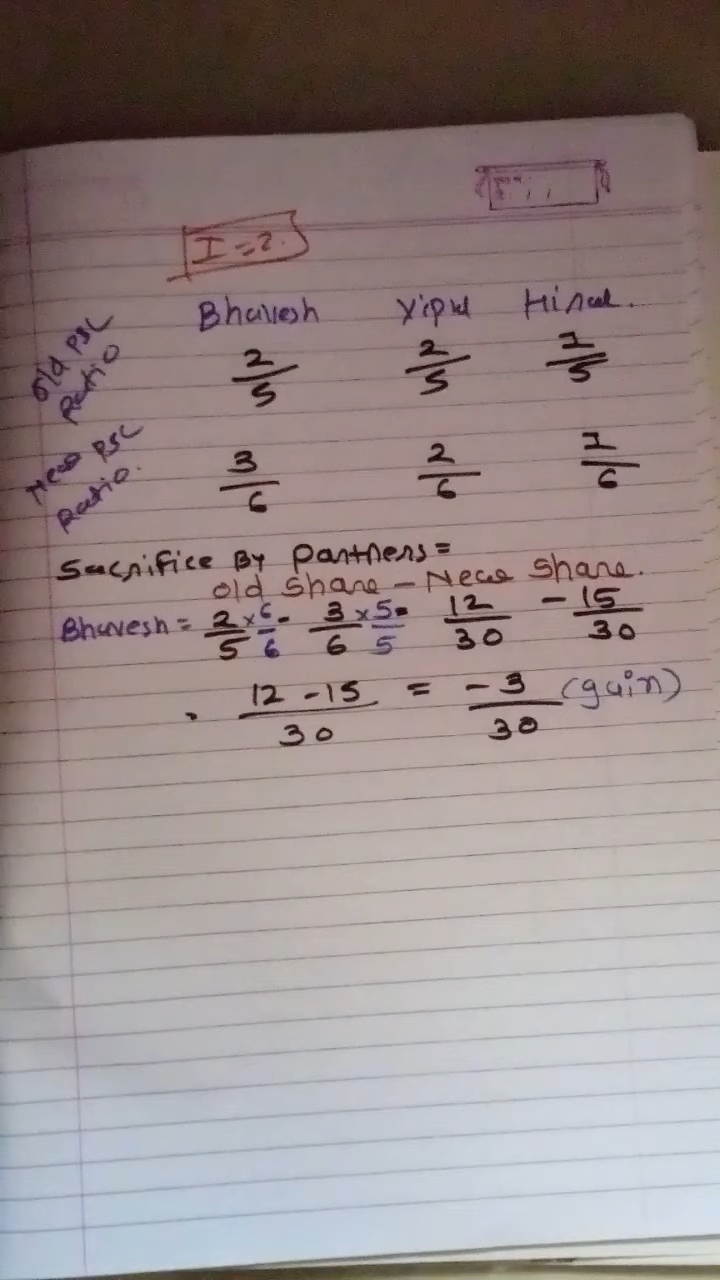 I = 2.
Bhavesh Vipul Hiral.
Old PSC Ratio 2/5 2/5 1/5
New PSC Ratio. 3/6 2/6 1/6
Sacrifice By Partners =
Old Share - New Share.
Bhavesh = 2/5 × 6/6 - 3/6 × 5/5 = 12/30 - 15/30
12 - 15/30 = -3/30 (gain)